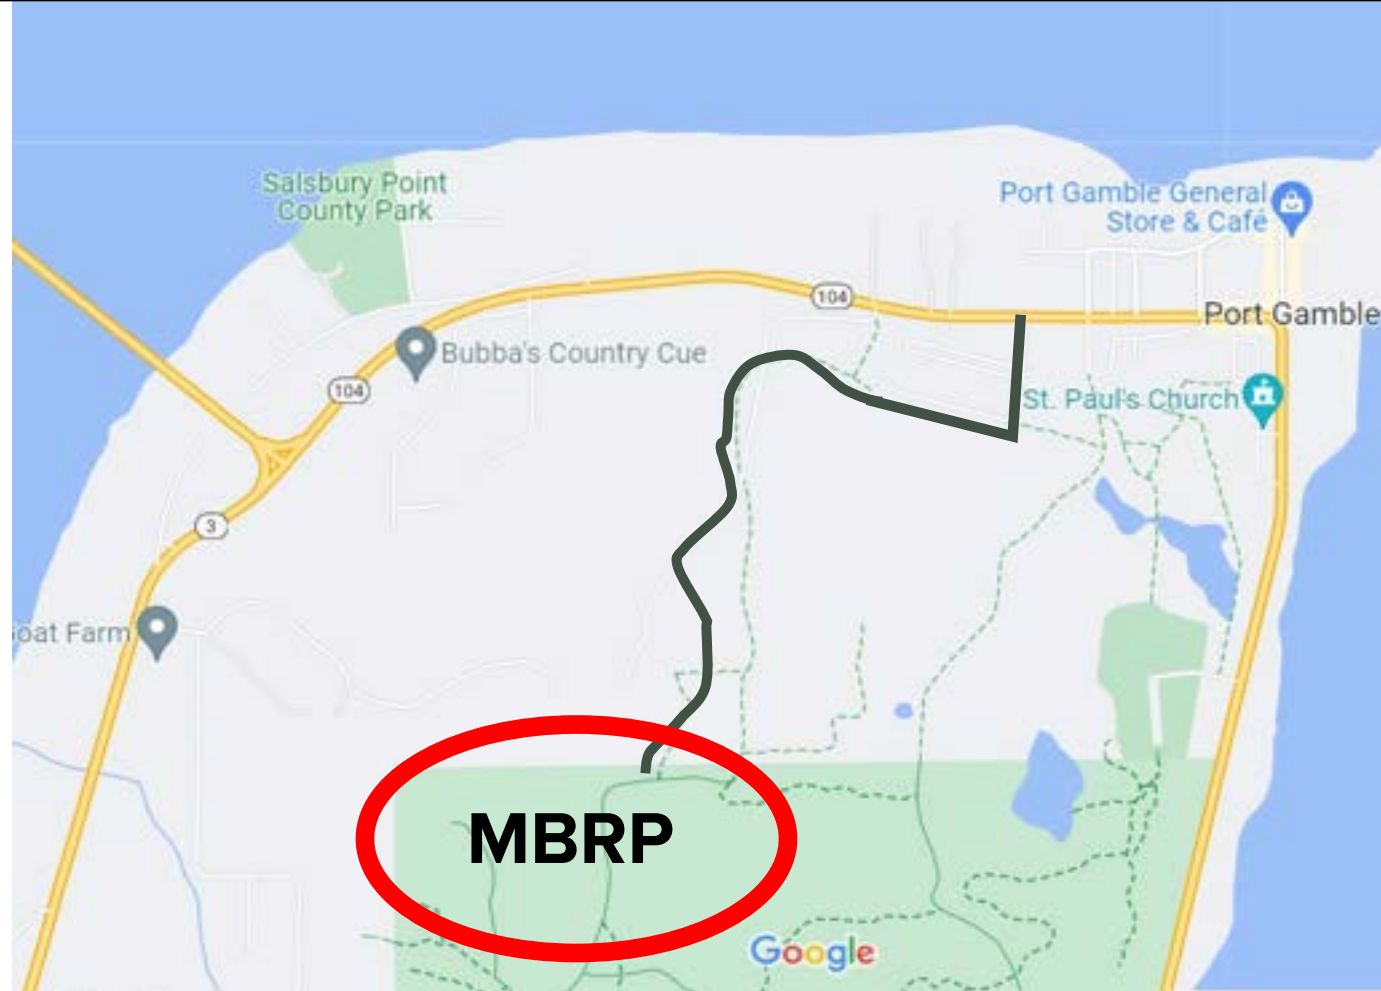 Salsbury Point
County Park
Port Gamble General
Store & Café
104
Port Gamble
Bubba's Country Cue
104
St. Paul's Church
3
oat Farm
MBRP
Google